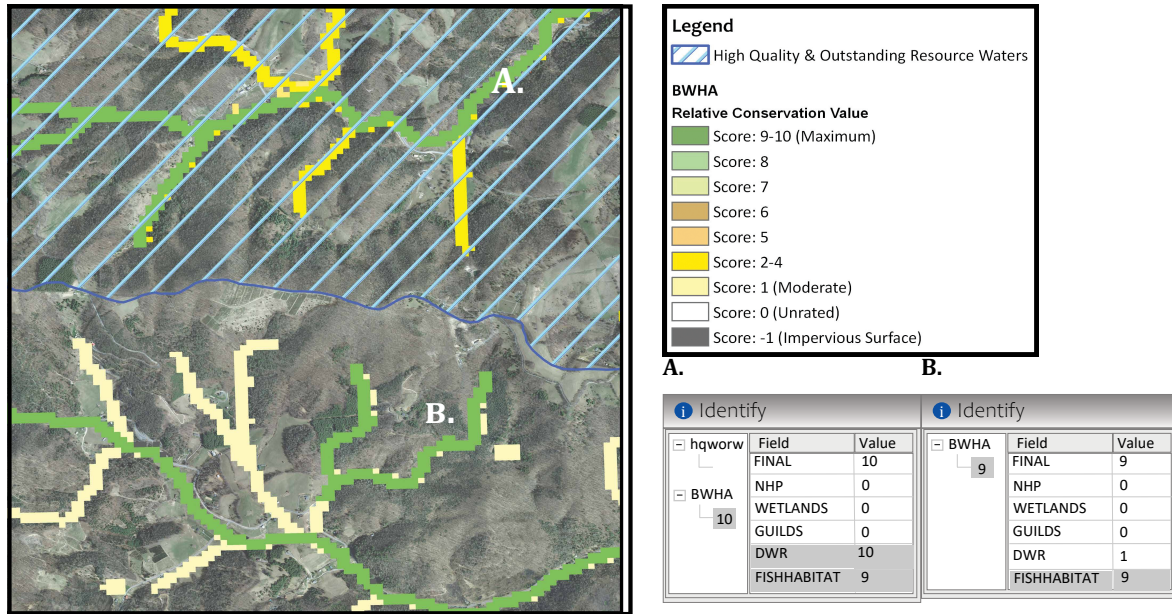 A.
B.
Legend
High Quality & Outstanding Resource Waters
BWHA
Relative Conservation Value
Score: 9-10 (Maximum)
Score: 8
Score: 7
Score: 6
Score: 5
Score: 2-4
Score: 1 (Moderate)
Score: 0 (Unrated)
Score: -1 (Impervious Surface)
A.
i Identify
hqworw
BWHA
10
Field Value
FINAL 10
NHP 0
WETLANDS 0
GUILDS 0
DWR 10
FISHHABITAT 9
B.
i Identify
BWHA
9
Field Value
FINAL 9
NHP 0
WETLANDS 0
GUILDS 0
DWR 1
FISHHABITAT 9